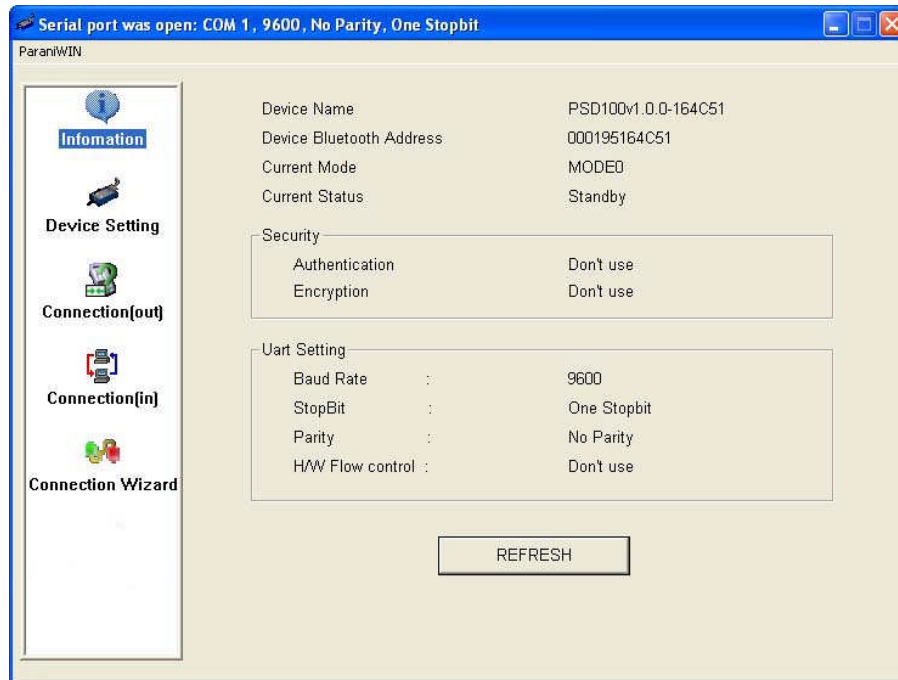 Serial port was open: COM 1, 9600, No Parity, One Stopbit
ParaniWIN
Infomation
Device Setting
Connection(out)
Connection(in)
Connection Wizard
Device Name PSD100v1.0.0-164C51
Device Bluetooth Address 000195164C51
Current Mode MODE0
Current Status Standby
Security
Authentication Don't use
Encryption Don't use
Uart Setting
Baud Rate : 9600
StopBit : One Stopbit
Parity : No Parity
H/W Flow control : Don't use
REFRESH